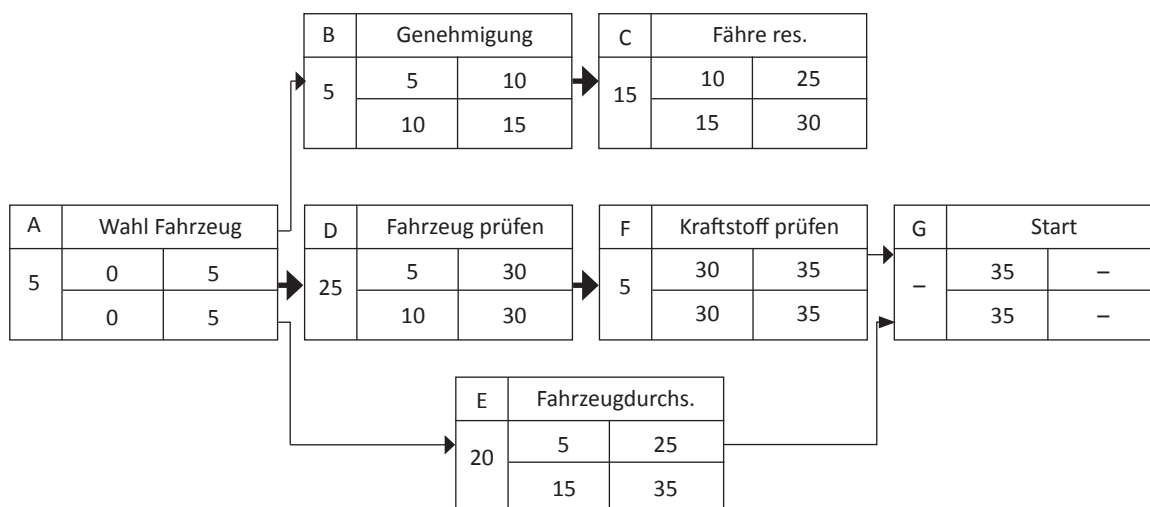 B Genehmigung
5 5 10
10 15
C Fähre res.
15 10 25
15 30
A Wahl Fahrzeug
5 0 5
0 5
D Fahrzeug prüfen
25 5 30
10 30
F Kraftstoff prüfen
5 30 35
30 35
G Start
– 35 –
35 –
E Fahrzeugdurchs.
20 5 25
15 35